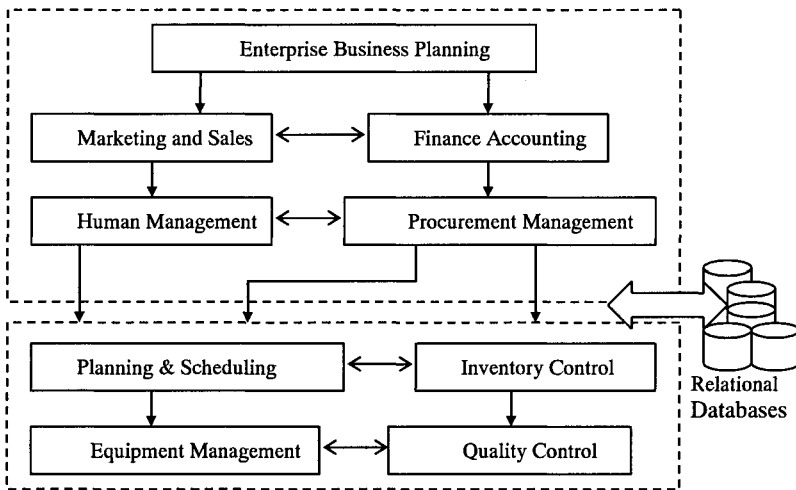 Enterprise Business Planning
Marketing and Sales
Finance Accounting
Human Management
Procurement Management
Planning & Scheduling
Inventory Control
Equipment Management
Quality Control
Relational
Databases